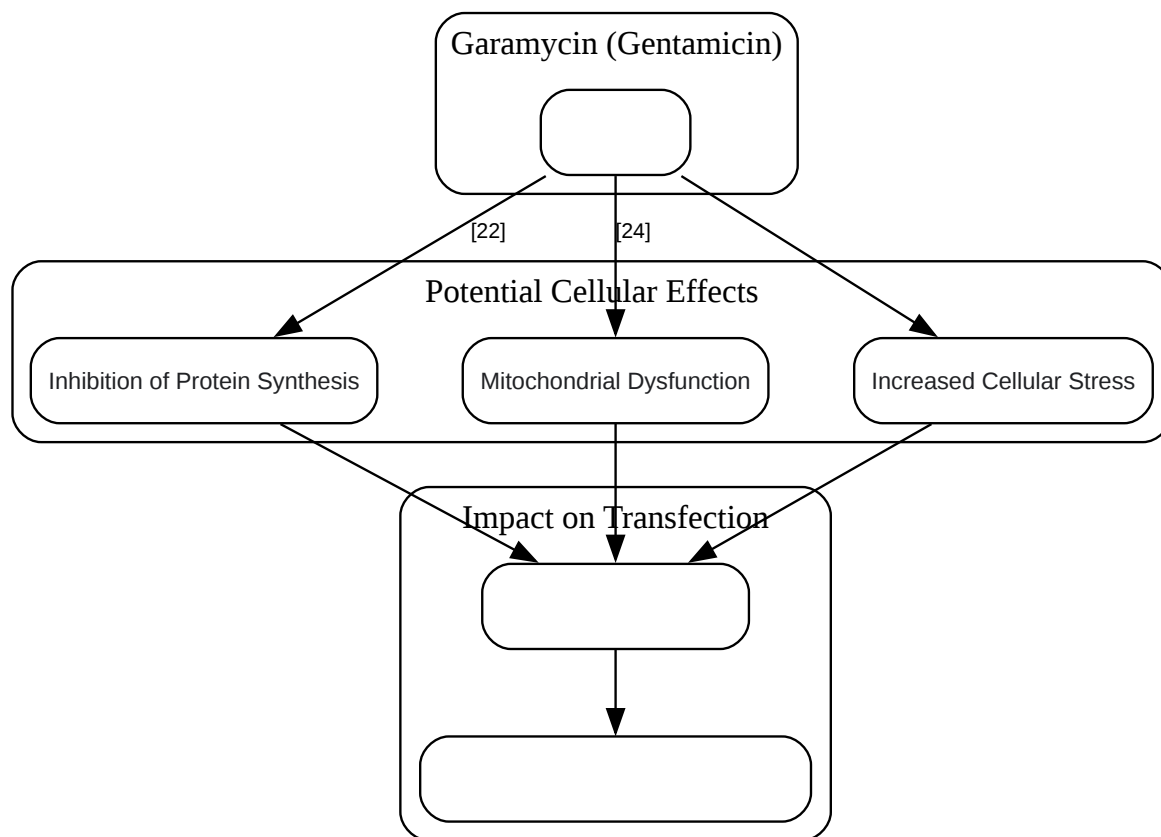 Garamycin (Gentamicin)
[22]
[24]
Potential Cellular Effects
Inhibition of Protein Synthesis
Mitochondrial Dysfunction
Increased Cellular Stress
Impact on Transfection